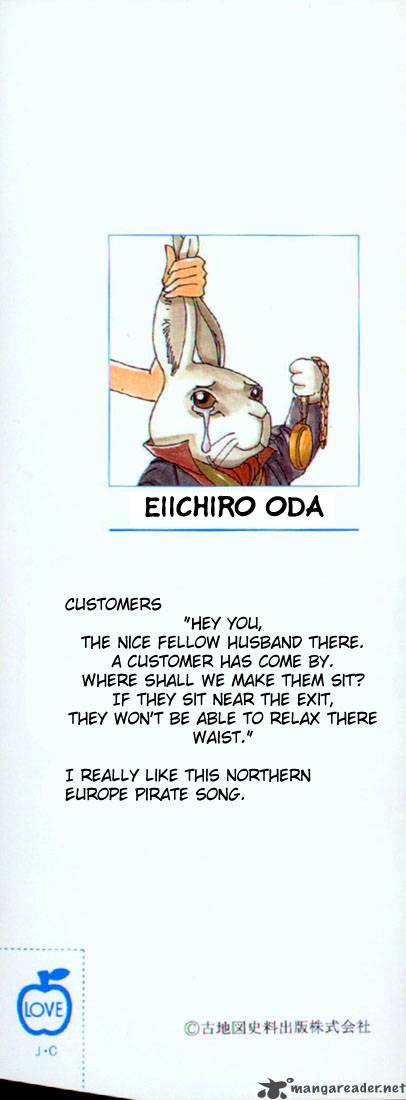 EIICHIRO ODA
CUSTOMERS
"HEY YOU,
THE NICE FELLOW HUSBAND THERE.
A CUSTOMER HAS COME BY.
WHERE SHALL WE MAKE THEM SIT?
IF THEY SIT NEAR THE EXIT,
THEY WON'T BE ABLE TO RELAX THERE
WAIST."
I REALLY LIKE THIS NORTHERN
EUROPE PIRATE SONG.
LOVE
J・C
©古地図史料出版株式会社
mangareader.net